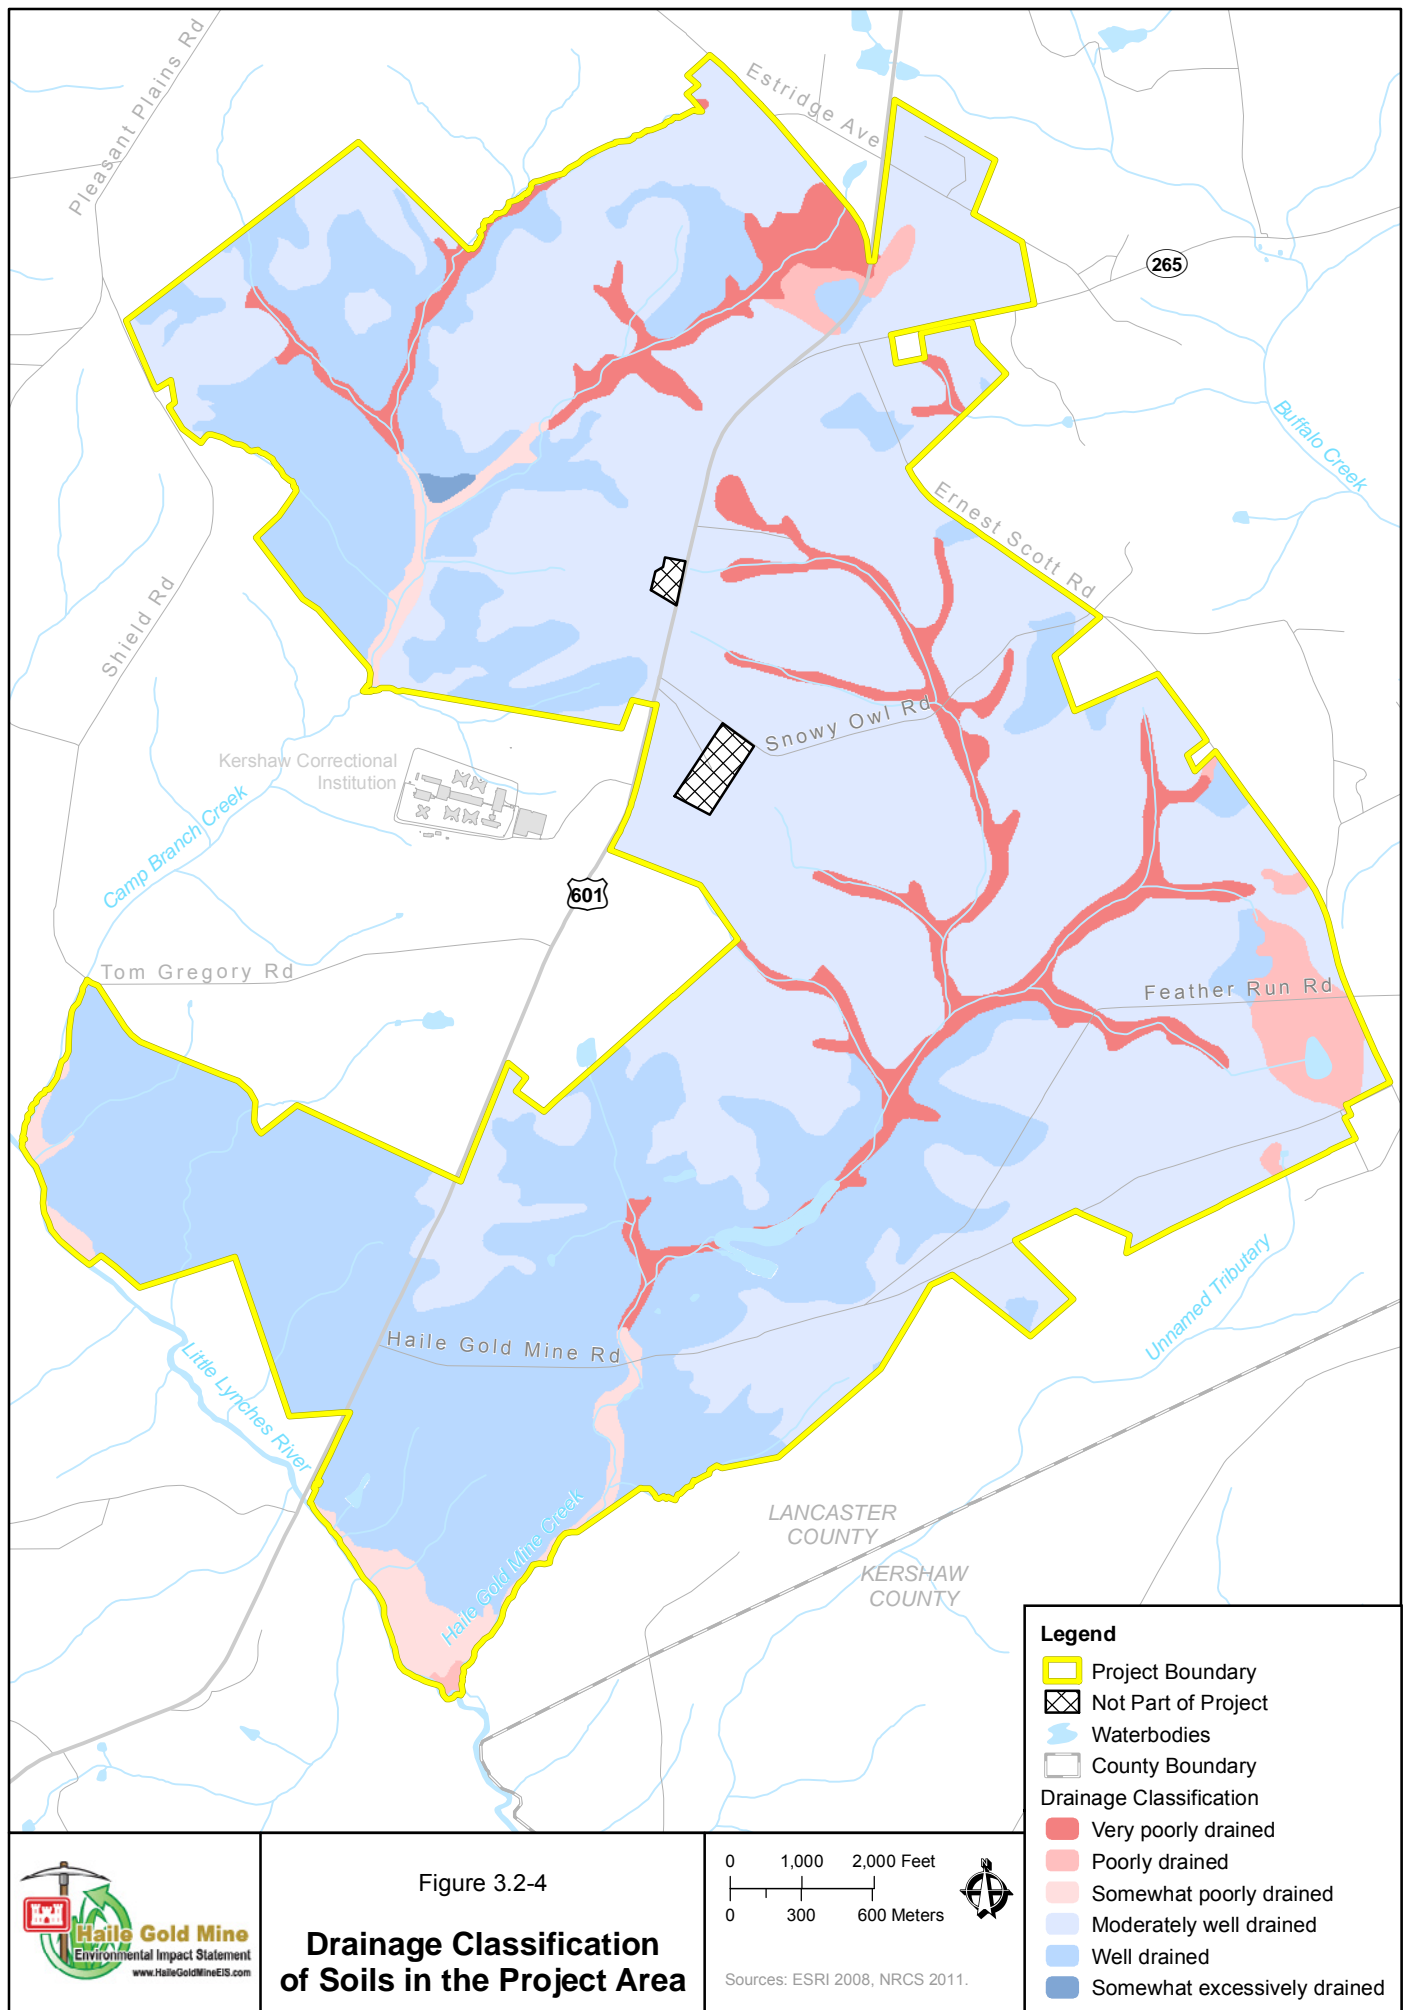 Pleasant Plains Rd
Estridge Ave
265
Buffalo Creek
Ernest Scott Rd
Shield Rd
Snowy Owl Rd
Kershaw Correctional
Institution
Camp Branch Creek
601
Tom Gregory Rd
Feather Run Rd
Unnamed Tributary
Haile Gold Mine Rd
Little Lynches River
Haile Gold Mine Creek
LANCASTER
COUNTY
KERSHAW
COUNTY
Legend
Project Boundary
Not Part of Project
Waterbodies
County Boundary
Drainage Classification
Very poorly drained
Poorly drained
Somewhat poorly drained
Moderately well drained
Well drained
Somewhat excessively drained
Haile Gold Mine
Environmental Impact Statement
www.HaileGoldMineEIS.com
Figure 3.2-4
Drainage Classification
of Soils in the Project Area
0 1,000 2,000 Feet
0 300 600 Meters
N
Sources: ESRI 2008, NRCS 2011.